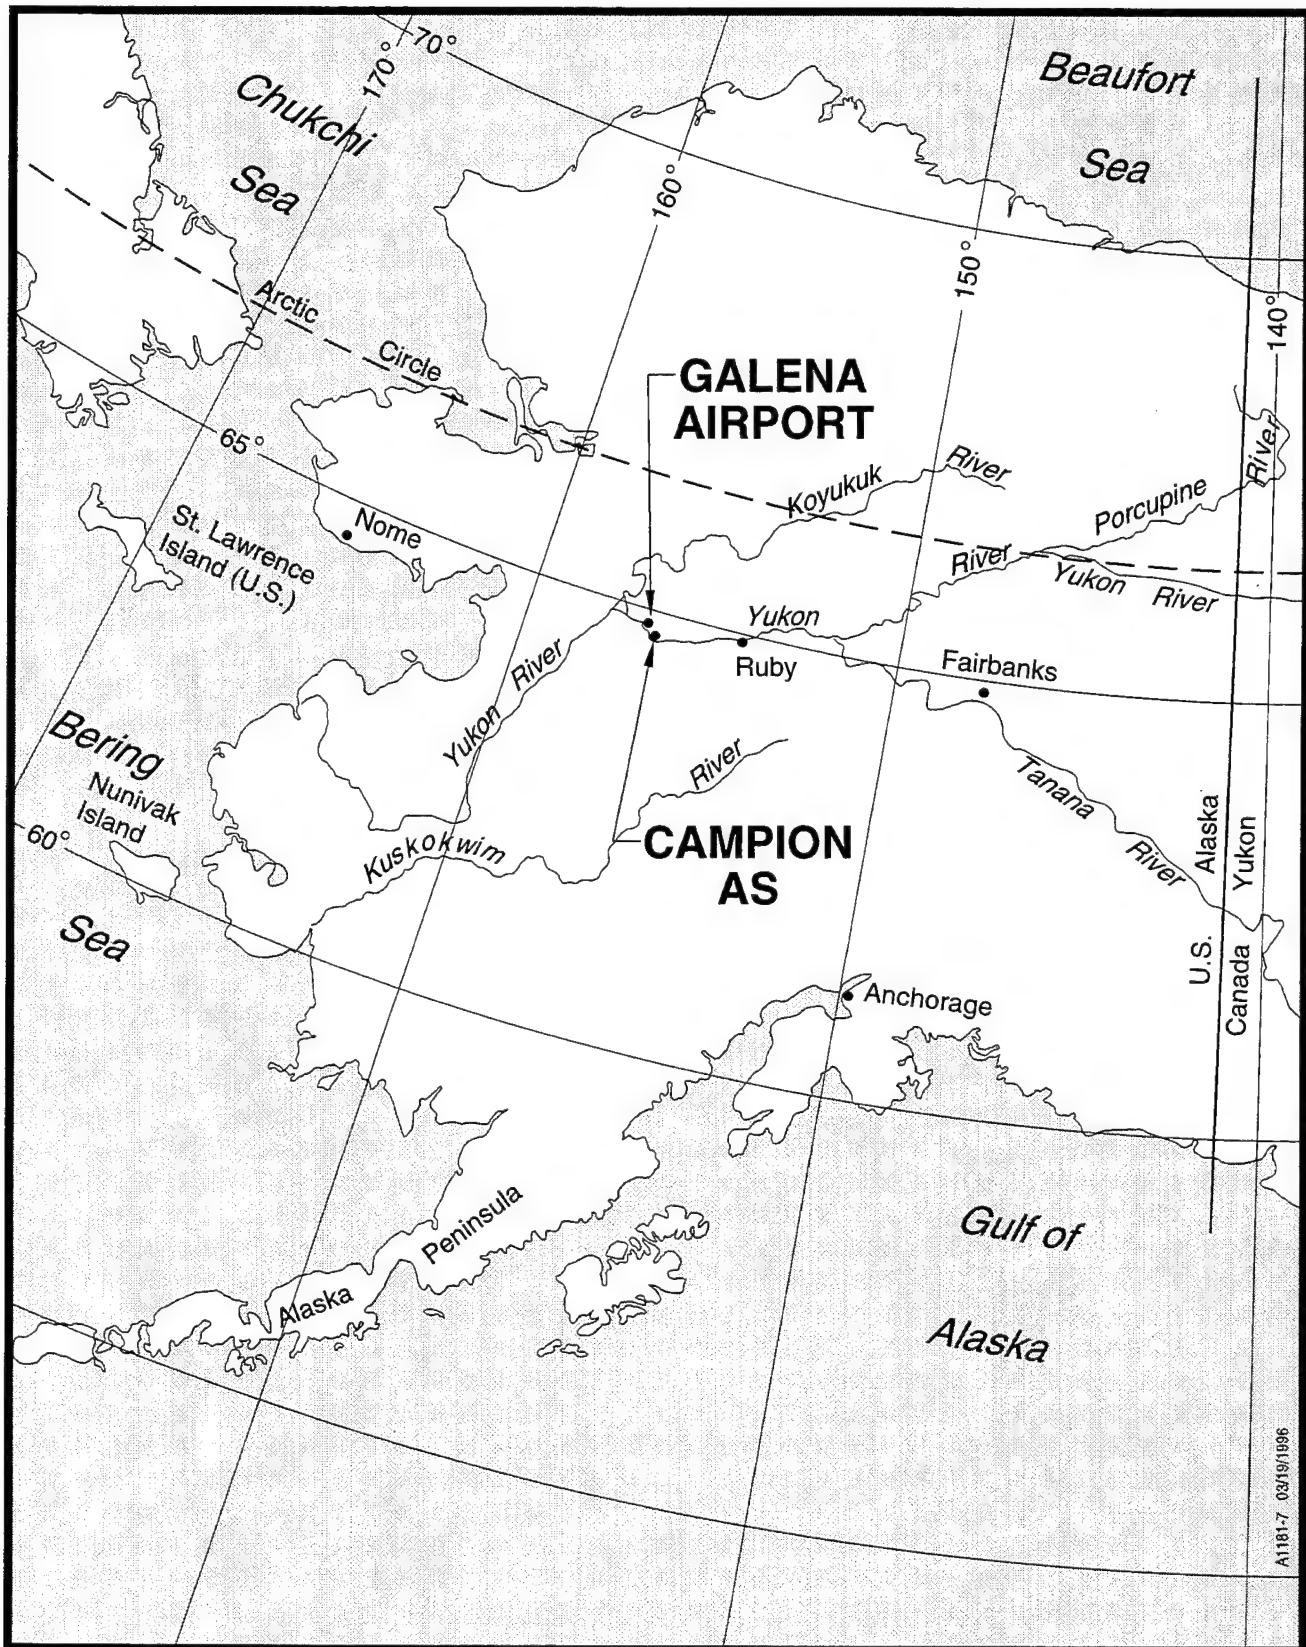 70°
170°
Chukchi
Sea
Beaufort
Sea
160°
150°
140°
Arctic
Circle
GALENA
AIRPORT
65°
Koyukuk
River
Porcupine
River
St. Lawrence
Island (U.S.)
Nome
River
Yukon
River
Yukon
Ruby
Fairbanks
Yukon
River
Bering
Nunivak
Island
60°
River
Tanana
River
Kuskokwim
CAMPION
AS
Alaska
Yukon
Sea
U.S.
Canada
Anchorage
Peninsula
Alaska
Gulf of
Alaska
A1181-7 03/19/1996